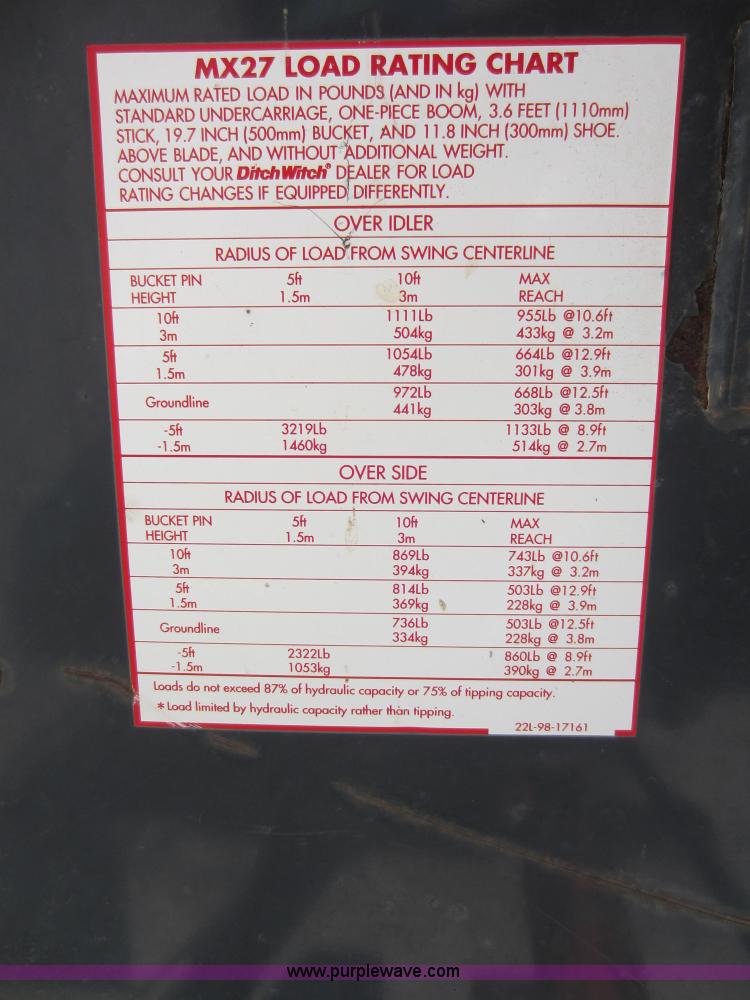 MX27 LOAD RATING CHART
MAXIMUM RATED LOAD IN POUNDS (AND IN kg) WITH
STANDARD UNDERCARRIAGE, ONE-PIECE BOOM, 3.6 FEET (1110mm)
STICK, 19.7 INCH (500mm) BUCKET, AND 11.8 INCH (300mm) SHOE.
ABOVE BLADE, AND WITHOUT ADDITIONAL WEIGHT.
CONSULT YOUR DitchWitch® DEALER FOR LOAD
RATING CHANGES IF EQUIPPED DIFFERENTLY.
OVER IDLER
RADIUS OF LOAD FROM SWING CENTERLINE
BUCKET PIN 5ft 10ft MAX
HEIGHT 1.5m 3m REACH
10ft 1111Lb 955Lb @10.6ft
3m 504kg 433kg @ 3.2m
5ft 1054Lb 664Lb @12.9ft
1.5m 478kg 301kg @ 3.9m
Groundline 972Lb 668Lb @12.5ft
441kg 303kg @ 3.8m
-5ft 3219Lb 1133Lb @ 8.9ft
-1.5m 1460kg 514kg @ 2.7m
OVER SIDE
RADIUS OF LOAD FROM SWING CENTERLINE
BUCKET PIN 5ft 10ft MAX
HEIGHT 1.5m 3m REACH
10ft 869Lb 743Lb @10.6ft
3m 394kg 337kg @ 3.2m
5ft 814Lb 503Lb @12.9ft
1.5m 369kg 228kg @ 3.9m
Groundline 736Lb 503Lb @12.5ft
334kg 228kg @ 3.8m
-5ft 2322Lb 860Lb @ 8.9ft
-1.5m 1053kg 390kg @ 2.7m
Loads do not exceed 87% of hydraulic capacity or 75% of tipping capacity.
* Load limited by hydraulic capacity rather than tipping.
22L-98-17161
www.purplewave.com